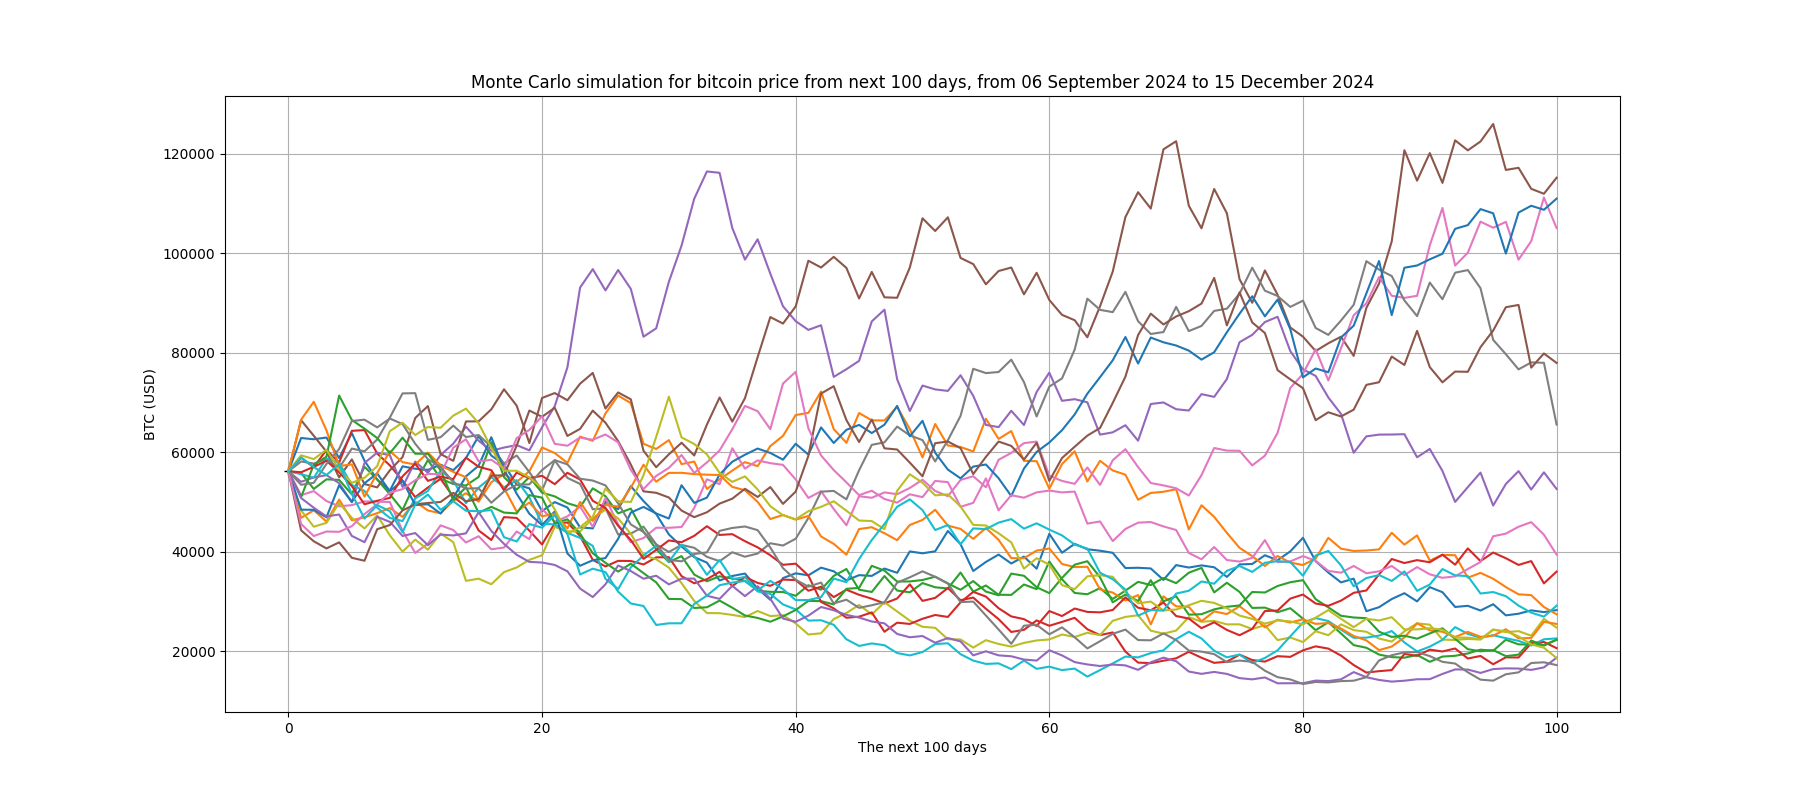 Monte Carlo simulation for bitcoin price from next 100 days, from 06 September 2024 to 15 December 2024
120000
100000
80000
60000
40000
20000
BTC (USD)
0 20 40 60 80 100
The next 100 days